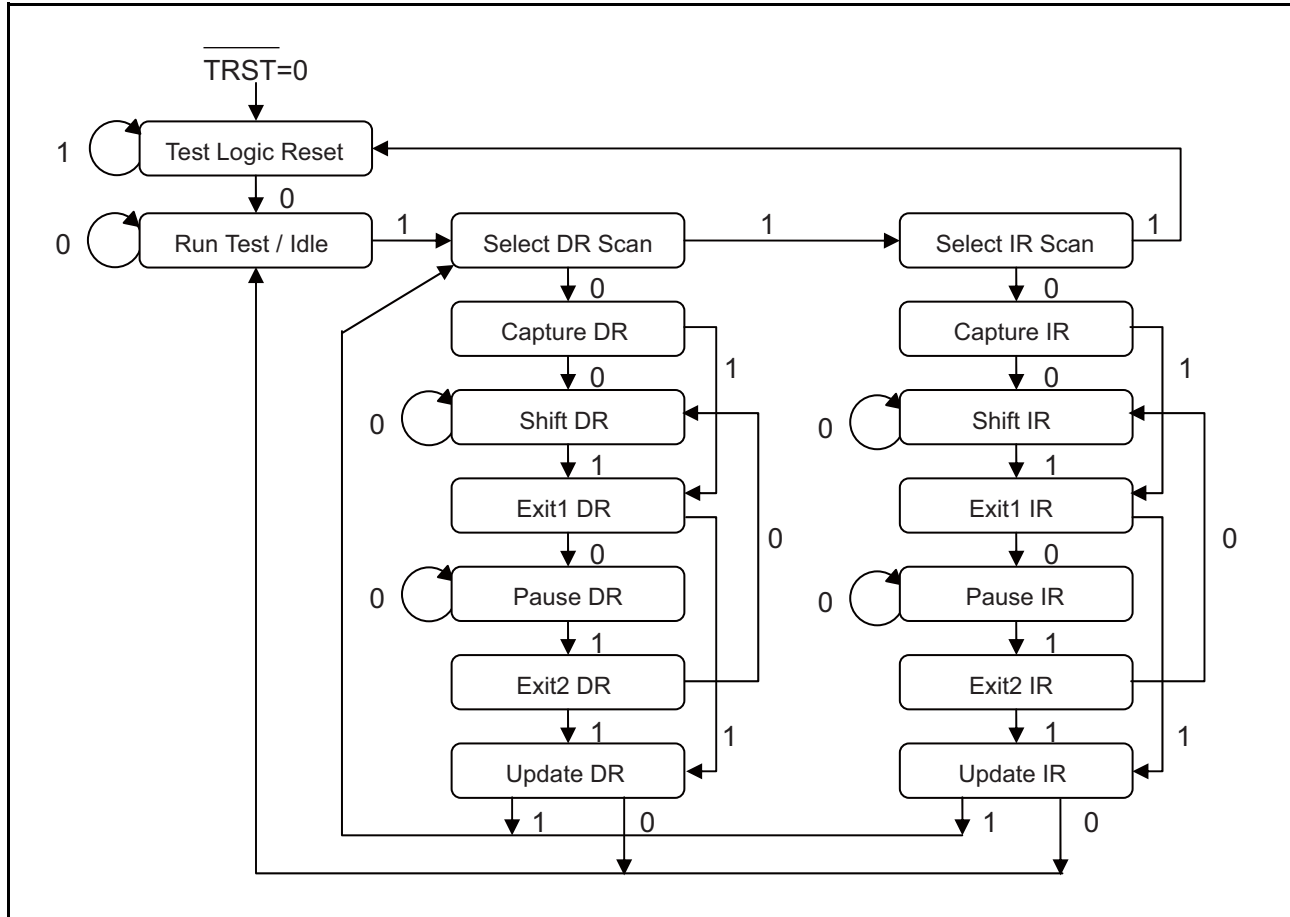 TRST=0
1
Test Logic Reset
0
0
Run Test / Idle
1
Select DR Scan
1
Select IR Scan
1
0
0
Capture DR
1
Capture IR
1
0
0
0
Shift DR
0
Shift IR
1
1
Exit1 DR
0
Exit1 IR
0
0
0
0
Pause DR
0
Pause IR
1
1
Exit2 DR
Exit2 IR
1
1
1
1
Update DR
Update IR
1
0
1
0